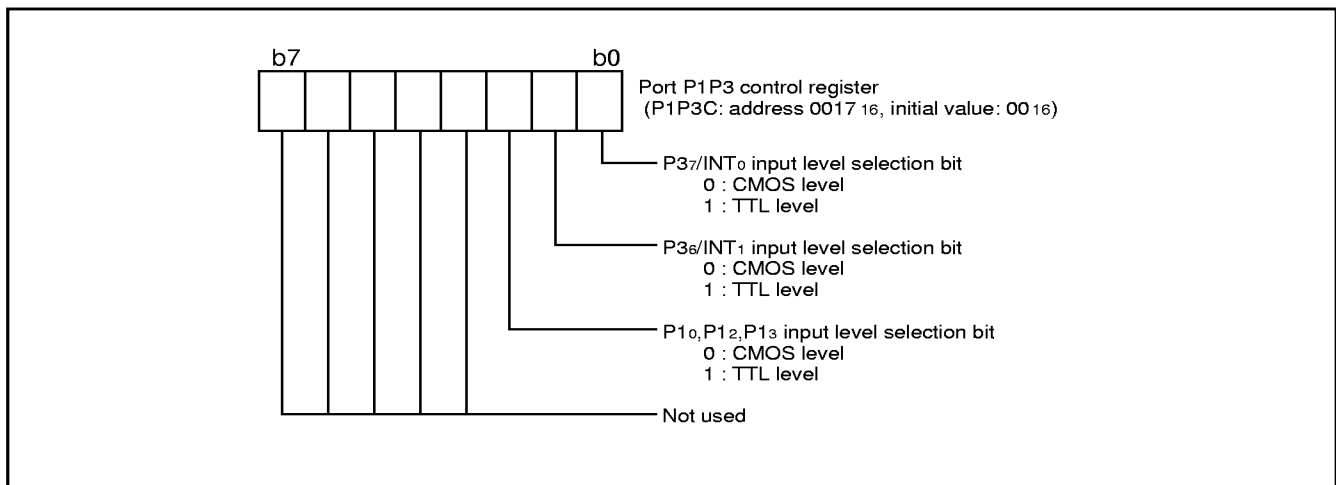 b7 b0
Port P1P3 control register
(P1P3C: address 0017 16, initial value: 00 16)
P37/INT0 input level selection bit
0 : CMOS level
1 : TTL level
P36/INT1 input level selection bit
0 : CMOS level
1 : TTL level
P10,P12,P13 input level selection bit
0 : CMOS level
1 : TTL level
Not used